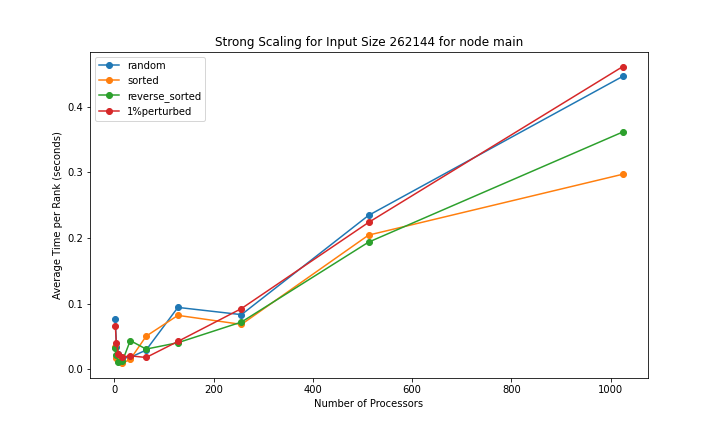 Strong Scaling for Input Size 262144 for node main
random
sorted
reverse_sorted
1%perturbed
Average Time per Rank (seconds)
0.4
0.3
0.2
0.1
0.0
0
200
400
600
800
1000
Number of Processors